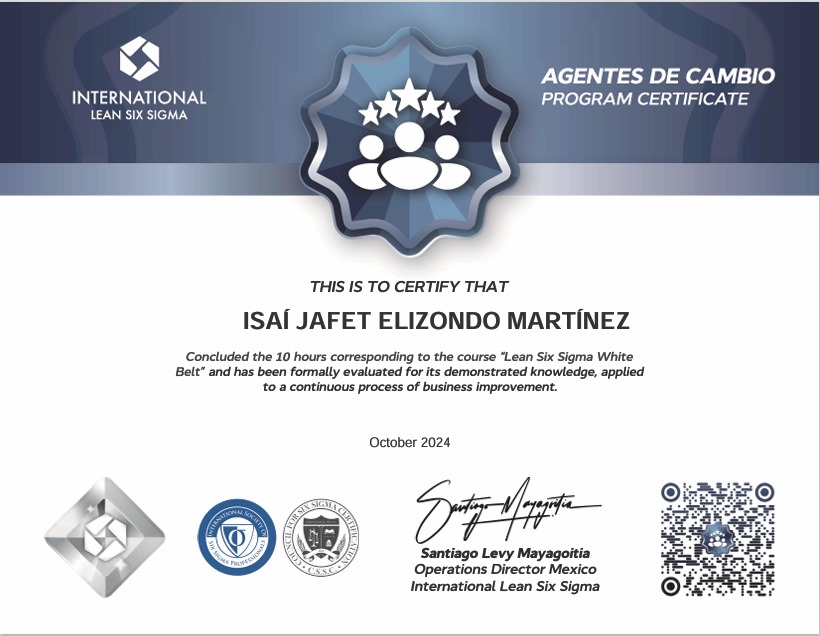 INTERNATIONAL
LEAN SIX SIGMA
AGENTES DE CAMBIO
PROGRAM CERTIFICATE
THIS IS TO CERTIFY THAT
ISAÍ JAFET ELIZONDO MARTÍNEZ
Concluded the 10 hours corresponding to the course “Lean Six Sigma White
Belt” and has been formally evaluated for its demonstrated knowledge, applied
to a continuous process of business improvement.
October 2024
INTERNATIONAL SOCIETY OF
SIX SIGMA PROFESSIONALS
COUNCIL FOR SIX SIGMA CERTIFICATION
C.S.S.C.
Santiago Mayagoitia
Santiago Levy Mayagoitia
Operations Director Mexico
International Lean Six Sigma